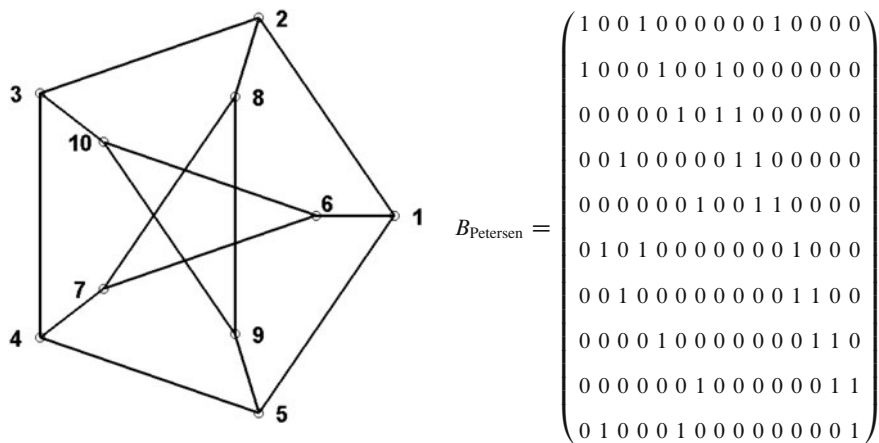 2
3
8
10
6
1
7
9
4
5
B_Petersen =
1 0 0 1 0 0 0 0 0 0 1 0 0 0 0
1 0 0 0 1 0 0 1 0 0 0 0 0 0 0
0 0 0 0 0 1 0 1 1 0 0 0 0 0 0
0 0 1 0 0 0 0 0 1 1 0 0 0 0 0
0 0 0 0 0 0 1 0 0 1 1 0 0 0 0
0 1 0 1 0 0 0 0 0 0 0 1 0 0 0
0 0 1 0 0 0 0 0 0 0 0 1 1 0 0
0 0 0 0 1 0 0 0 0 0 0 0 1 1 0
0 0 0 0 0 0 1 0 0 0 0 0 0 1 1
0 1 0 0 0 1 0 0 0 0 0 0 0 0 1